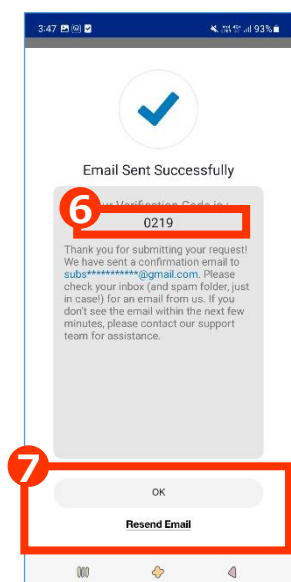 3:47 93%
Email Sent Successfully
6
Your Verification Code is :
0219
Thank you for submitting your request!
We have sent a confirmation email to
subs***********@gmail.com. Please
check your inbox (and spam folder, just
in case!) for an email from us. If you
don't see the email within the next few
minutes, please contact our support
team for assistance.
7
OK
Resend Email